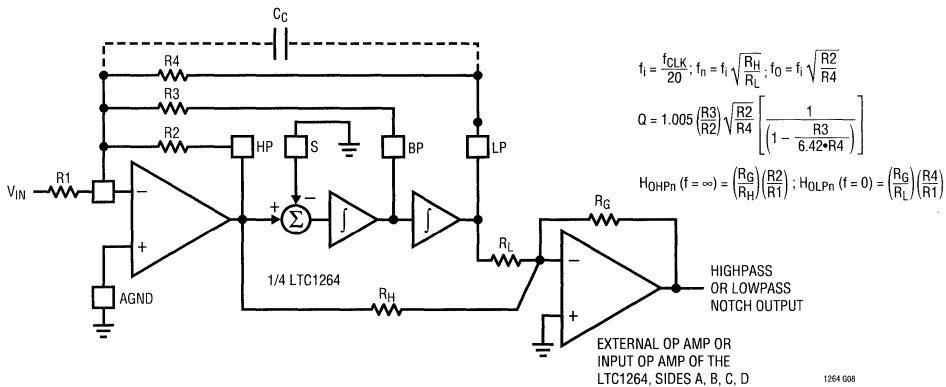 C_C
R4
R3
R2
HP
S
BP
LP
R1
V_IN
−
+
AGND
+
−
Σ
∫
∫
1/4 LTC1264
R_H
R_L
R_G
−
+
HIGHPASS
OR LOWPASS
NOTCH OUTPUT
EXTERNAL OP AMP OR
INPUT OP AMP OF THE
LTC1264, SIDES A, B, C, D
f_i = f_CLK/20; f_n = f_i √(R_H/R_L); f_O = f_i √(R2/R4)
Q = 1.005 (R3/R2) √(R2/R4) [1/(1 − R3/(6.42•R4))]
H_OHPn (f = ∞) = (R_G/R_H)(R2/R1); H_OLPn (f = 0) = (R_G/R_L)(R4/R1)
1264 G08